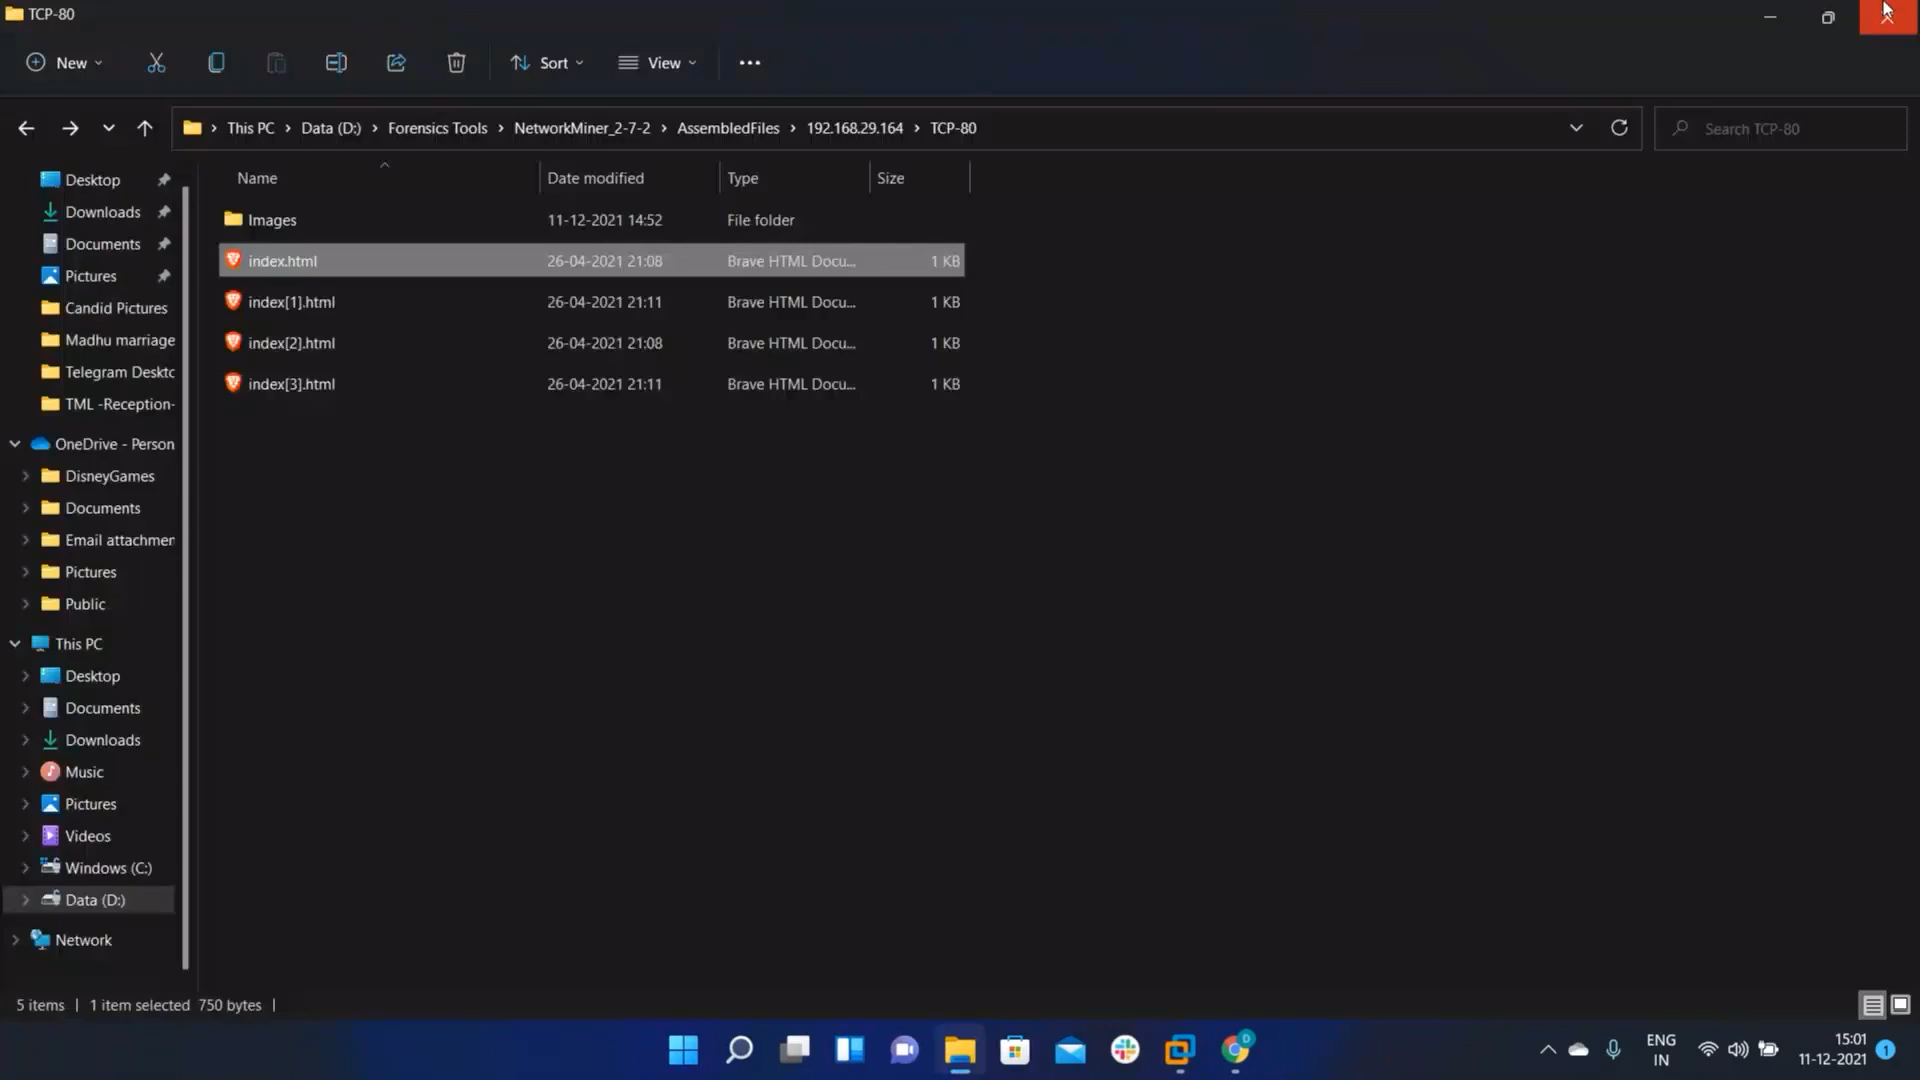 TCP-80
New
Sort
View
This PC > Data (D:) > Forensics Tools > NetworkMiner_2-7-2 > AssembledFiles > 192.168.29.164 > TCP-80
Search TCP-80
Name Date modified Type Size
Images 11-12-2021 14:52 File folder
index.html 26-04-2021 21:08 Brave HTML Docu... 1 KB
index[1].html 26-04-2021 21:11 Brave HTML Docu... 1 KB
index[2].html 26-04-2021 21:08 Brave HTML Docu... 1 KB
index[3].html 26-04-2021 21:11 Brave HTML Docu... 1 KB
Desktop
Downloads
Documents
Pictures
Candid Pictures
Madhu marriage
Telegram Deskto
TML -Reception-
OneDrive - Person
DisneyGames
Documents
Email attachmen
Pictures
Public
This PC
Desktop
Documents
Downloads
Music
Pictures
Videos
Windows (C:)
Data (D:)
Network
5 items | 1 item selected 750 bytes |
D
ENG
IN
15:01
11-12-2021
1